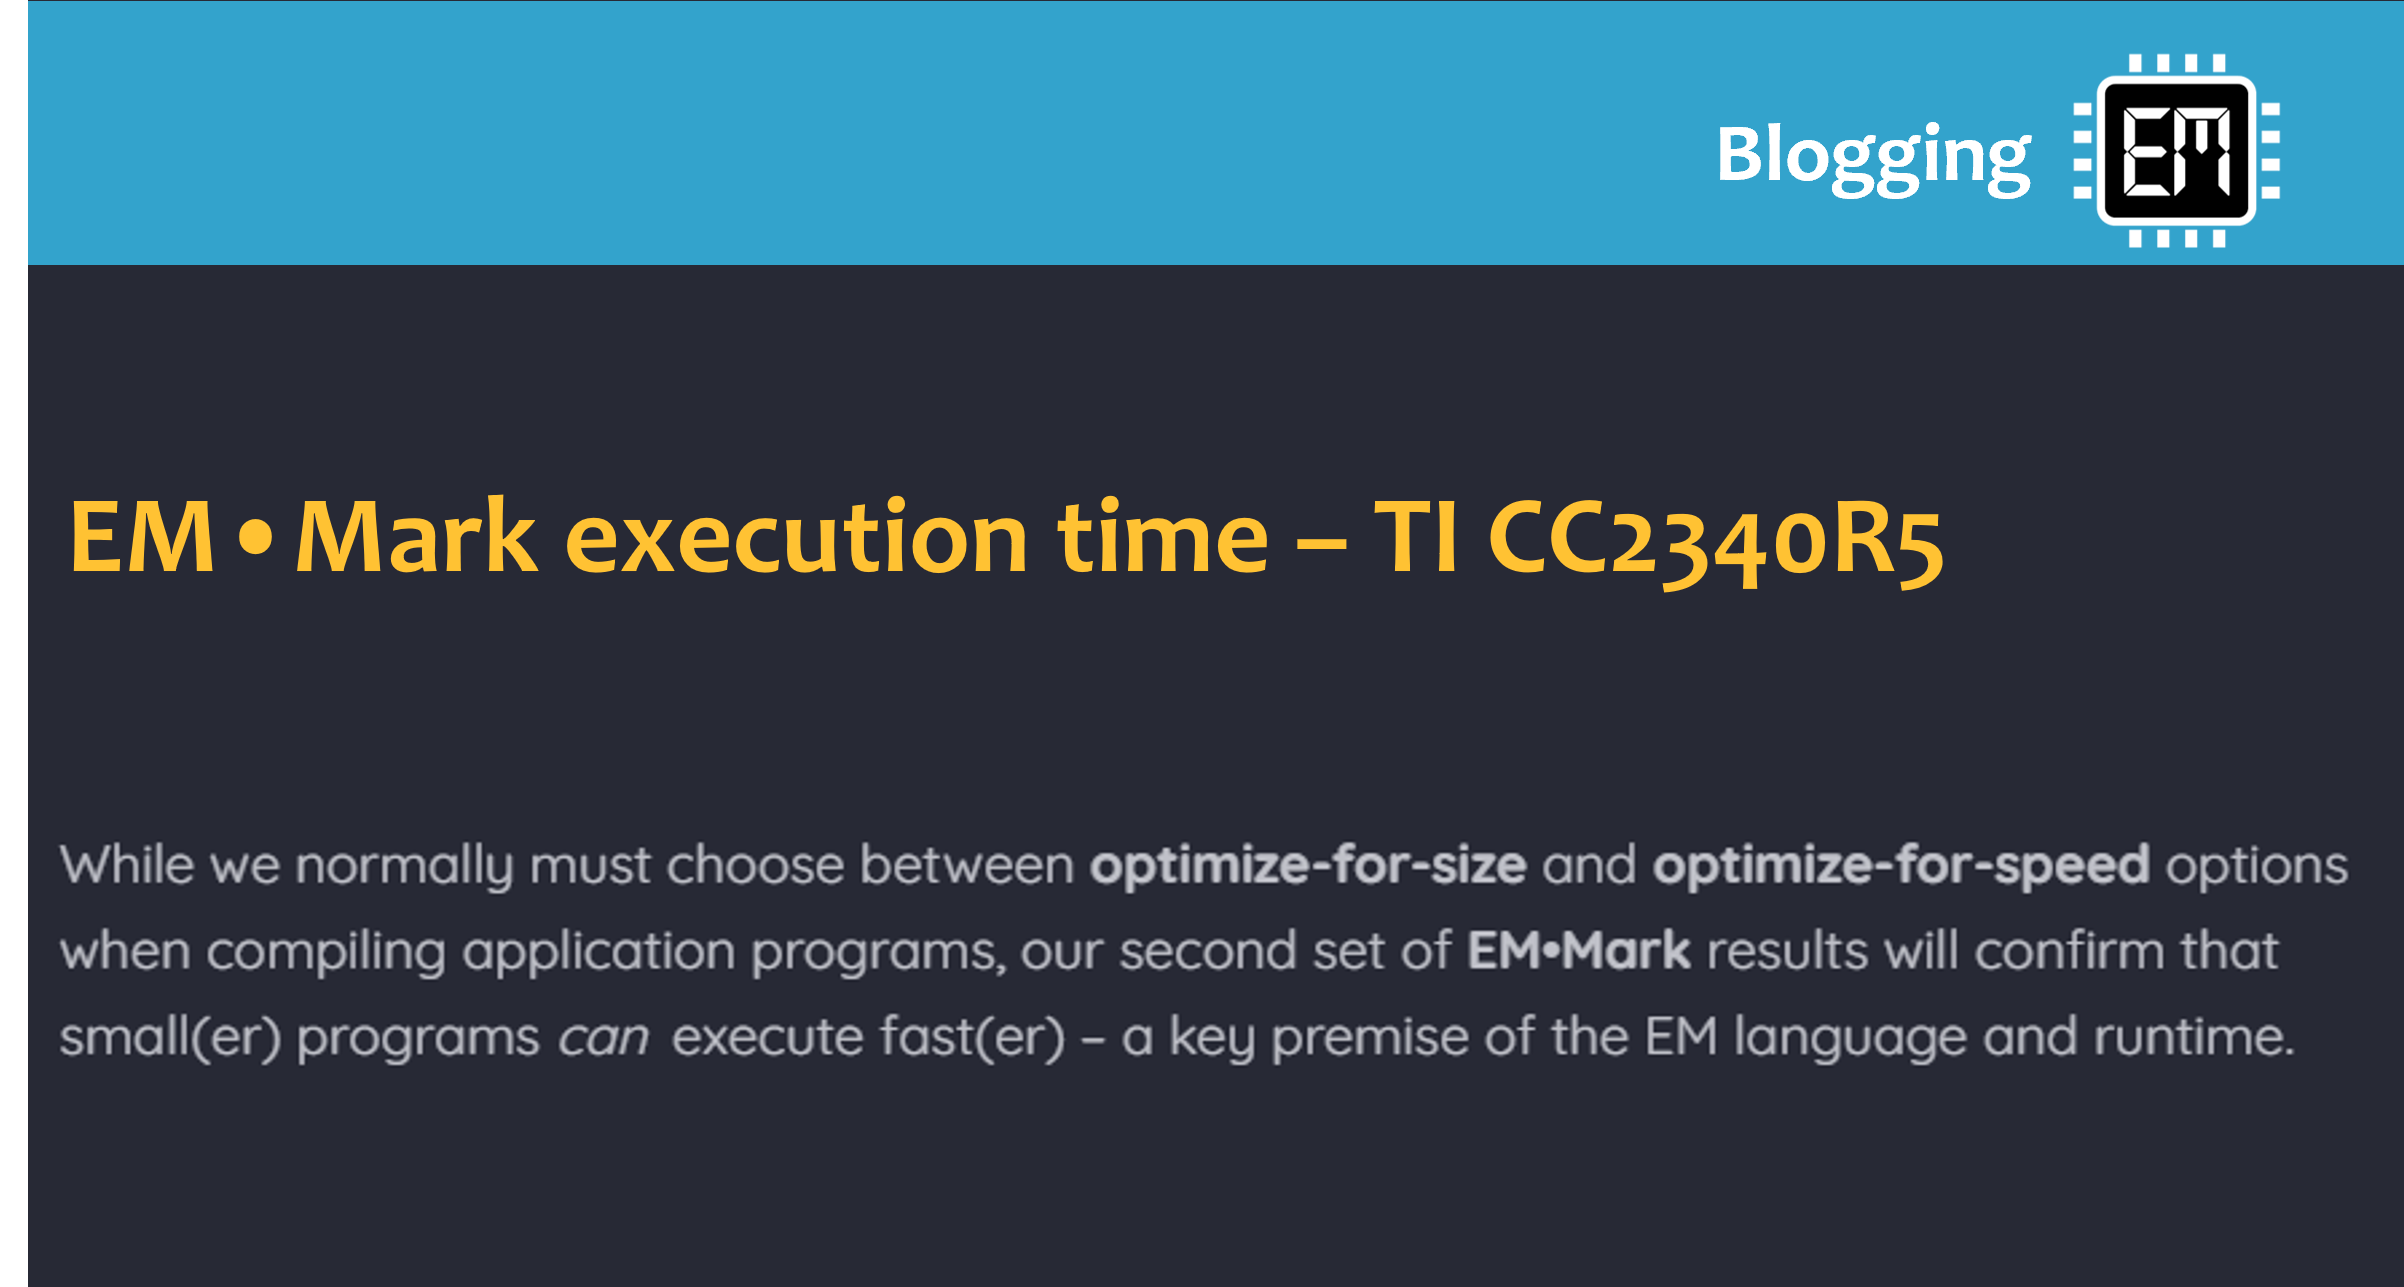 Blogging EM
EM•Mark execution time – TI CC2340R5
While we normally must choose between optimize-for-size and optimize-for-speed options
when compiling application programs, our second set of EM•Mark results will confirm that
small(er) programs can execute fast(er) – a key premise of the EM language and runtime.